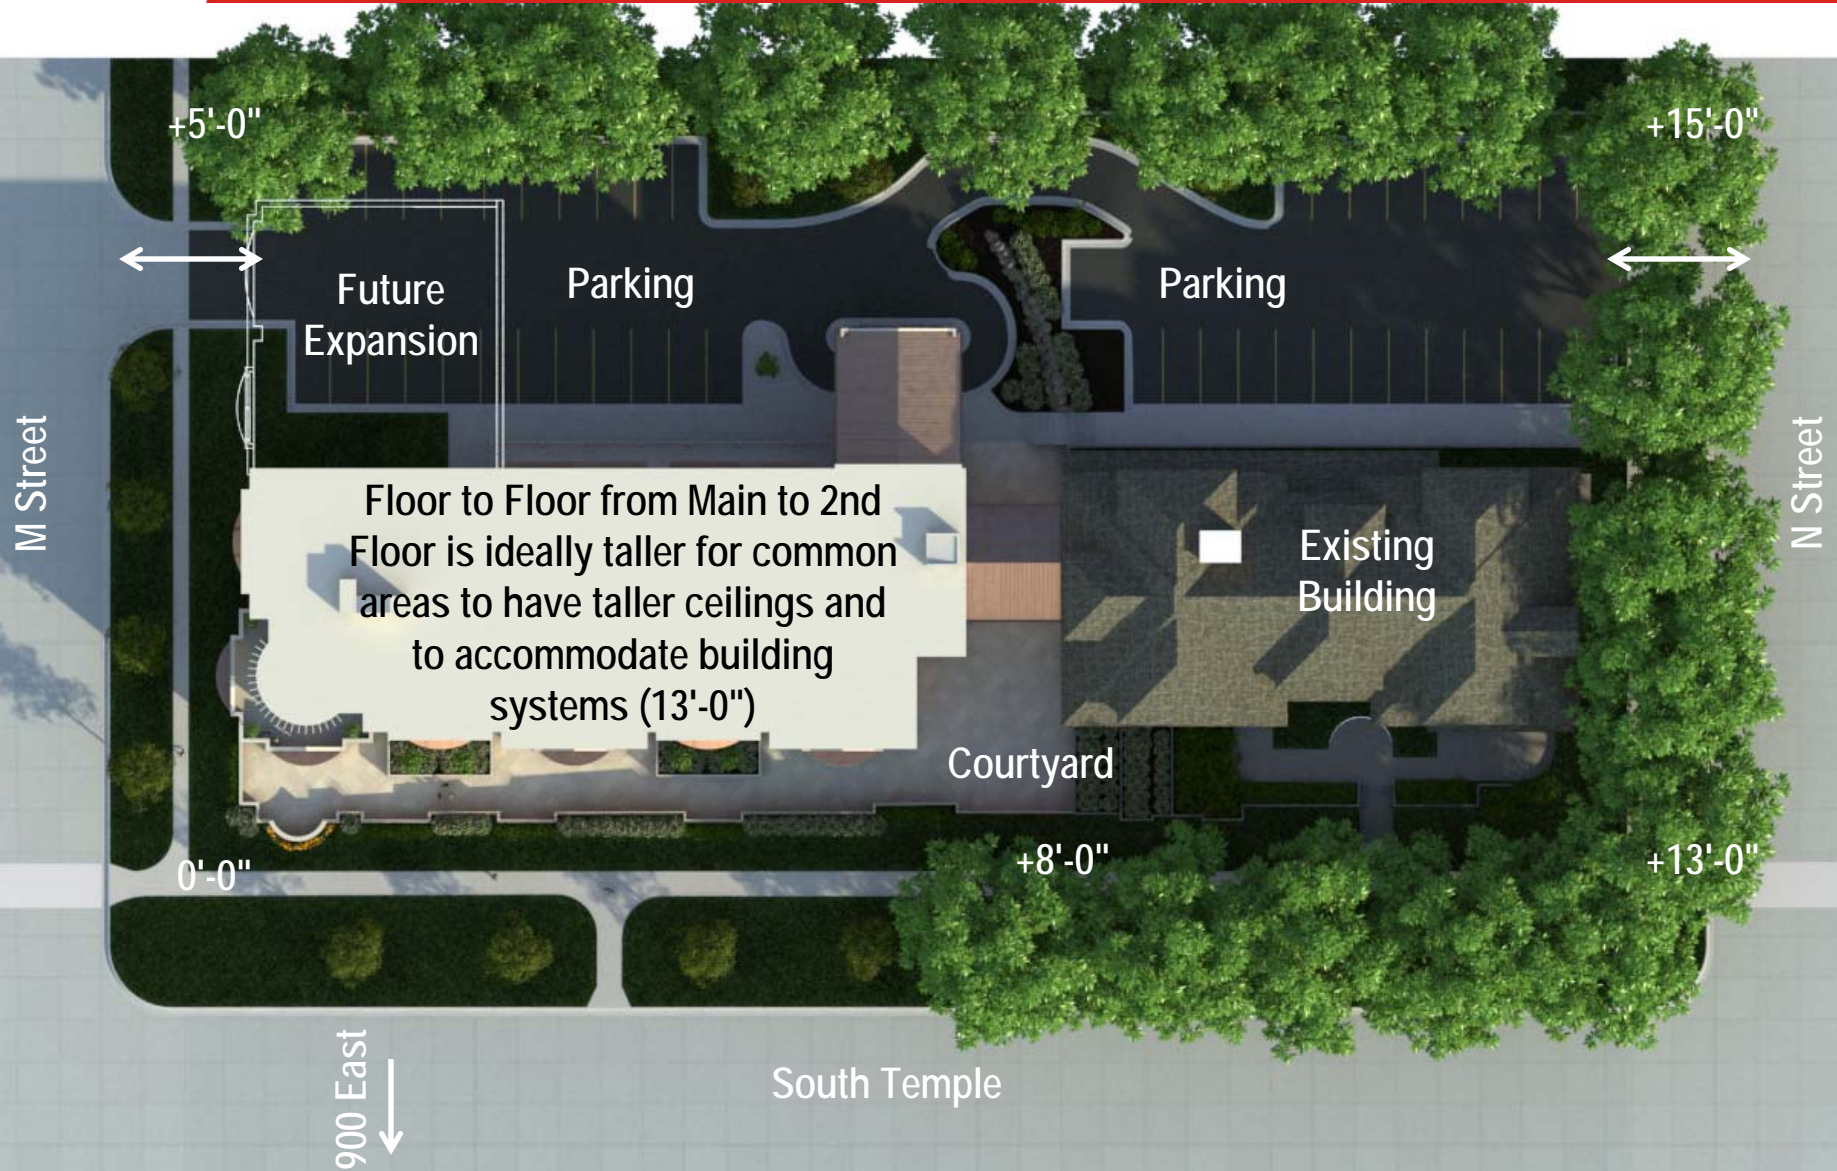 +5'-0"
+15'-0"
Future
Expansion
Parking
Parking
M Street
N Street
Floor to Floor from Main to 2nd
Floor is ideally taller for common
areas to have taller ceilings and
to accommodate building
systems (13'-0")
Existing
Building
Courtyard
0'-0"
+8'-0"
+13'-0"
900 East
South Temple